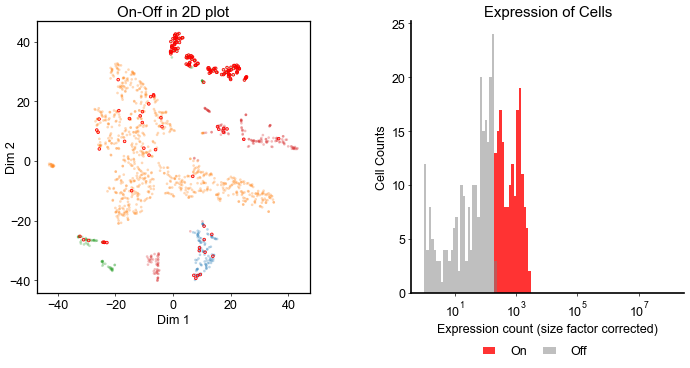 On-Off in 2D plot
40
20
0
−20
−40
Dim 2
−40 −20 0 20 40
Dim 1
Expression of Cells
25
20
15
10
5
0
Cell Counts
10^1 10^3 10^5 10^7
Expression count (size factor corrected)
On Off